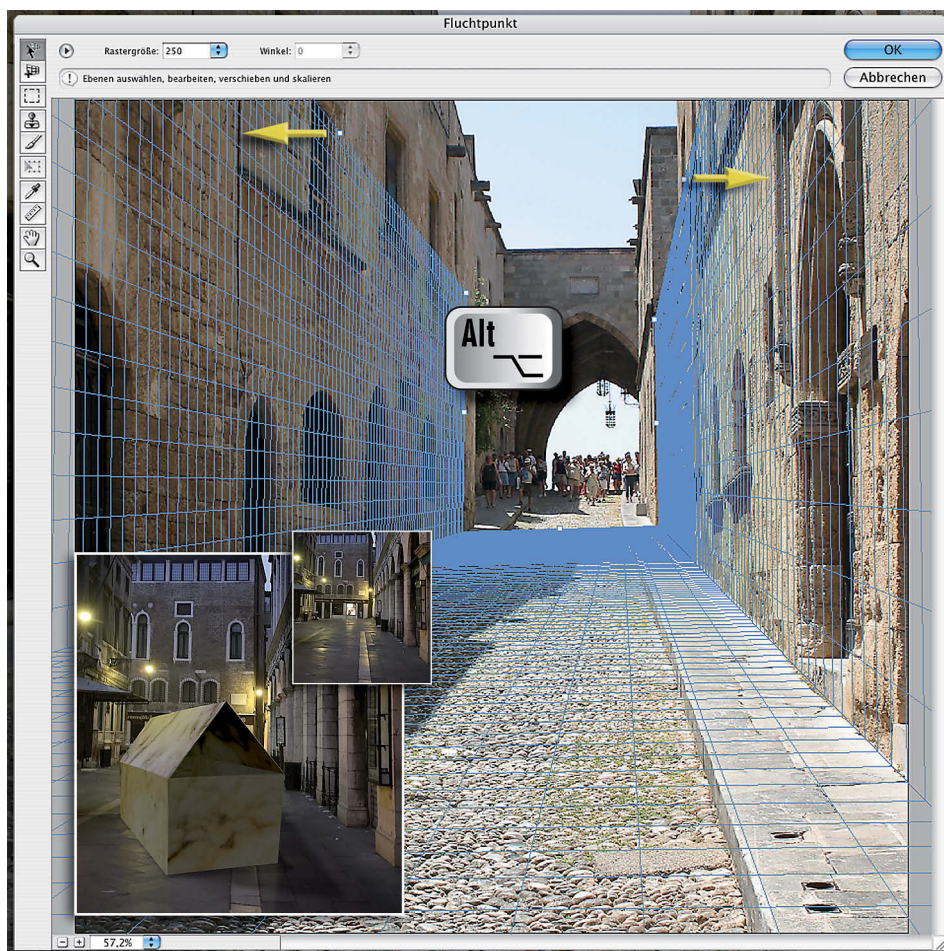 Fluchtpunkt
Rastergröße: 250 Winkel: 0 OK
Ebenen auswählen, bearbeiten, verschieben und skalieren Abbrechen
Alt
57,2%